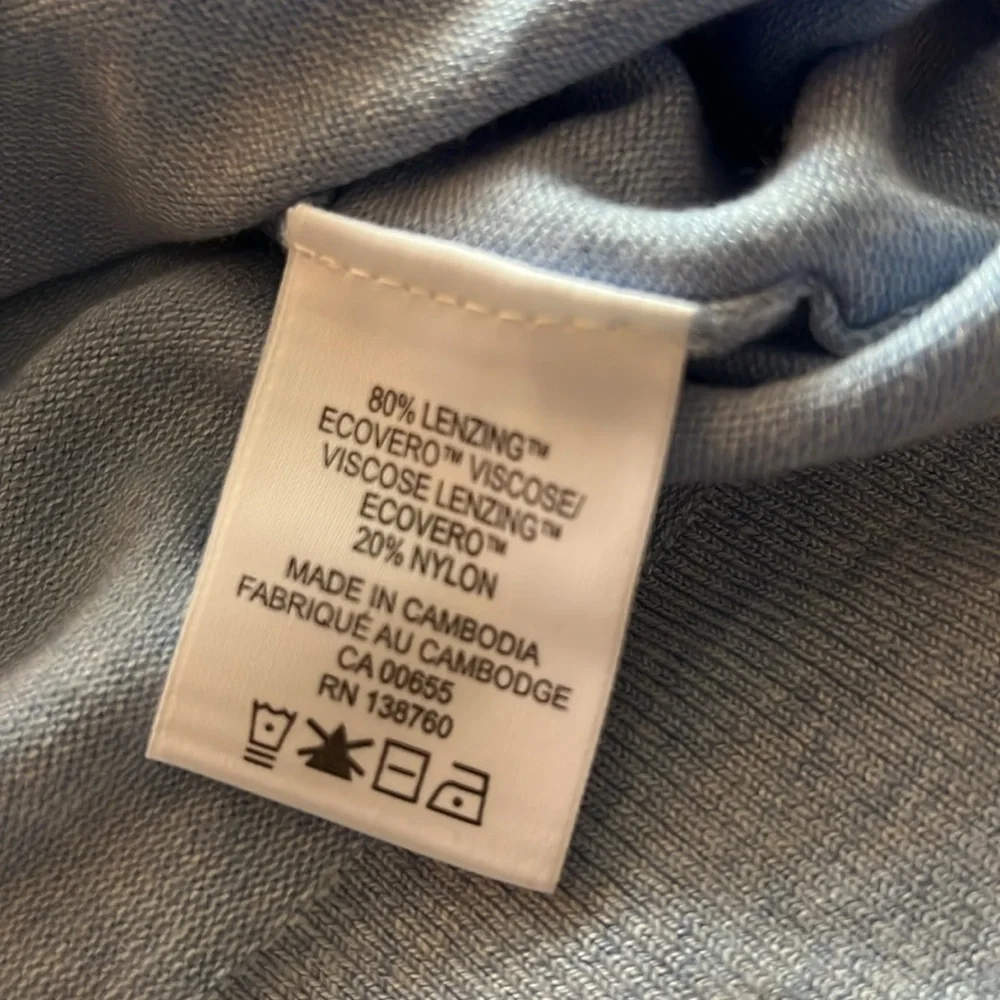 80% LENZING™
ECOVERO™ VISCOSE/
VISCOSE LENZING™
ECOVERO™
20% NYLON
MADE IN CAMBODIA
FABRIQUÉ AU CAMBODGE
CA 00655
RN 138760